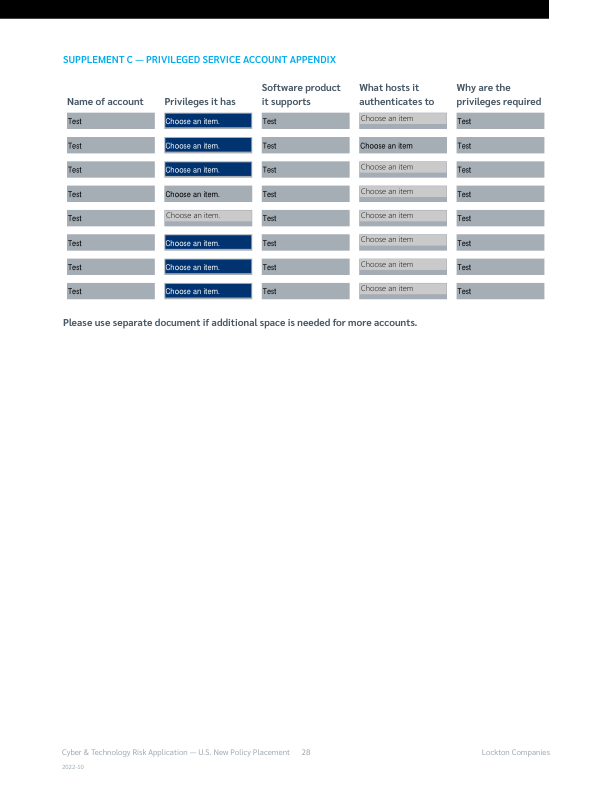 SUPPLEMENT C — PRIVILEGED SERVICE ACCOUNT APPENDIX
Name of account Privileges it has Software product it supports What hosts it authenticates to Why are the privileges required
Test Choose an item. Test Choose an item Test
Test Choose an item. Test Choose an item Test
Test Choose an item. Test Choose an item Test
Test Choose an item. Test Choose an item Test
Test Choose an item. Test Choose an item Test
Test Choose an item. Test Choose an item Test
Test Choose an item. Test Choose an item Test
Test Choose an item. Test Choose an item Test
Please use separate document if additional space is needed for more accounts.
Cyber & Technology Risk Application — U.S. New Policy Placement 28 Lockton Companies
2022-10